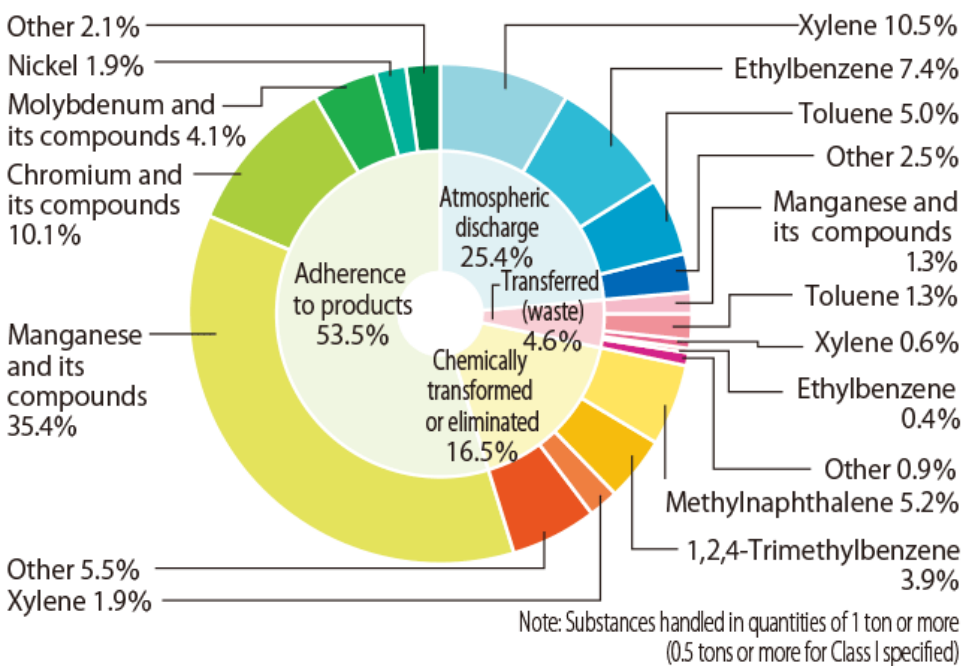 Other 2.1%
Nickel 1.9%
Molybdenum and
its compounds 4.1%
Chromium and
its compounds
10.1%
Manganese
and its
compounds
35.4%
Other 5.5%
Xylene 1.9%
Adherence
to products
53.5%
Atmospheric
discharge
25.4%
Transferred
(waste)
4.6%
Chemically
transformed
or eliminated
16.5%
Xylene 10.5%
Ethylbenzene 7.4%
Toluene 5.0%
Other 2.5%
Manganese and
its compounds
1.3%
Toluene 1.3%
Xylene 0.6%
Ethylbenzene
0.4%
Other 0.9%
Methylnaphthalene 5.2%
1,2,4-Trimethylbenzene
3.9%
Note: Substances handled in quantities of 1 ton or more
(0.5 tons or more for Class I specified)